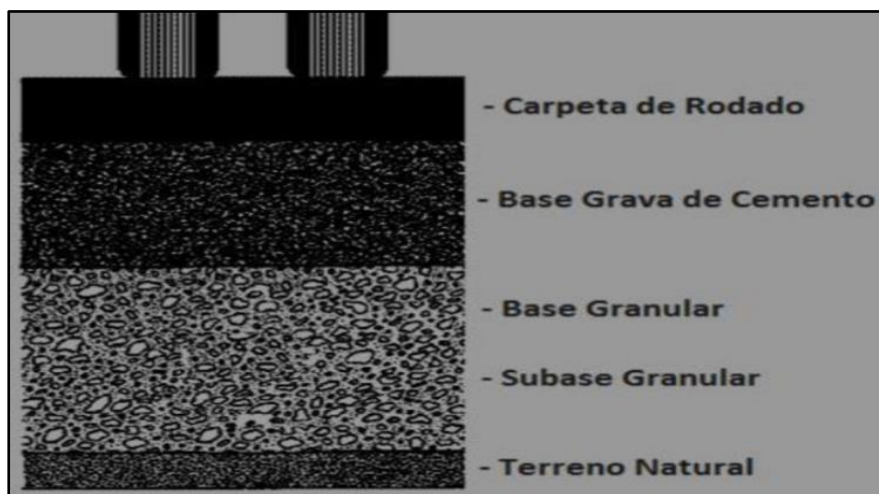 - Carpeta de Rodado
- Base Grava de Cemento
- Base Granular
- Subase Granular
- Terreno Natural